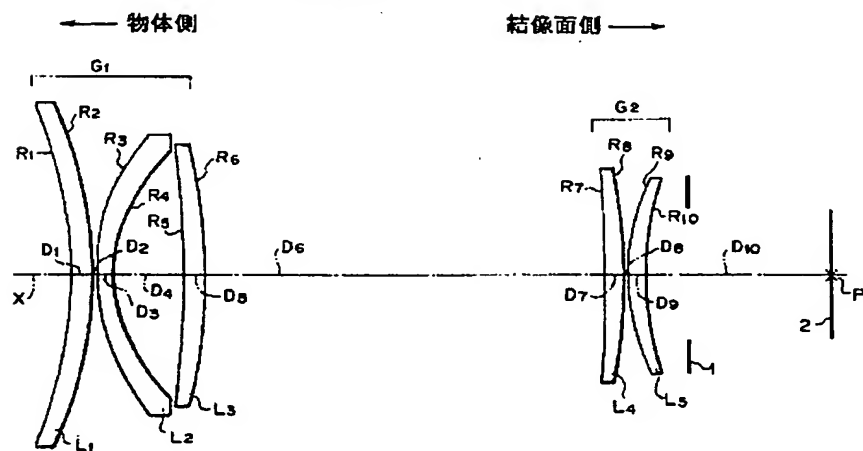 物体側
結像面側
G1
G2
R1
R2
R3
R4
R5
R6
R7
R8
R9
R10
D1
D2
D3
D4
D5
D6
D7
D8
D9
D10
X
P
1
2
L1
L2
L3
L4
L5